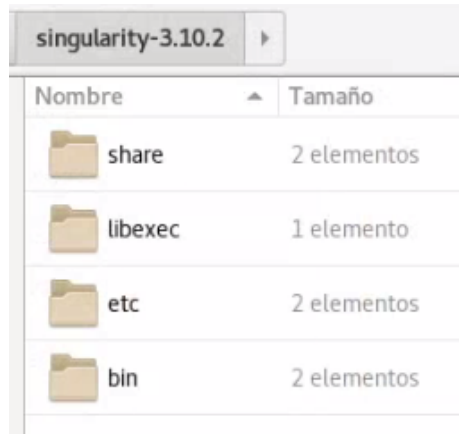 singularity-3.10.2
Nombre Tamaño
share 2 elementos
libexec 1 elemento
etc 2 elementos
bin 2 elementos